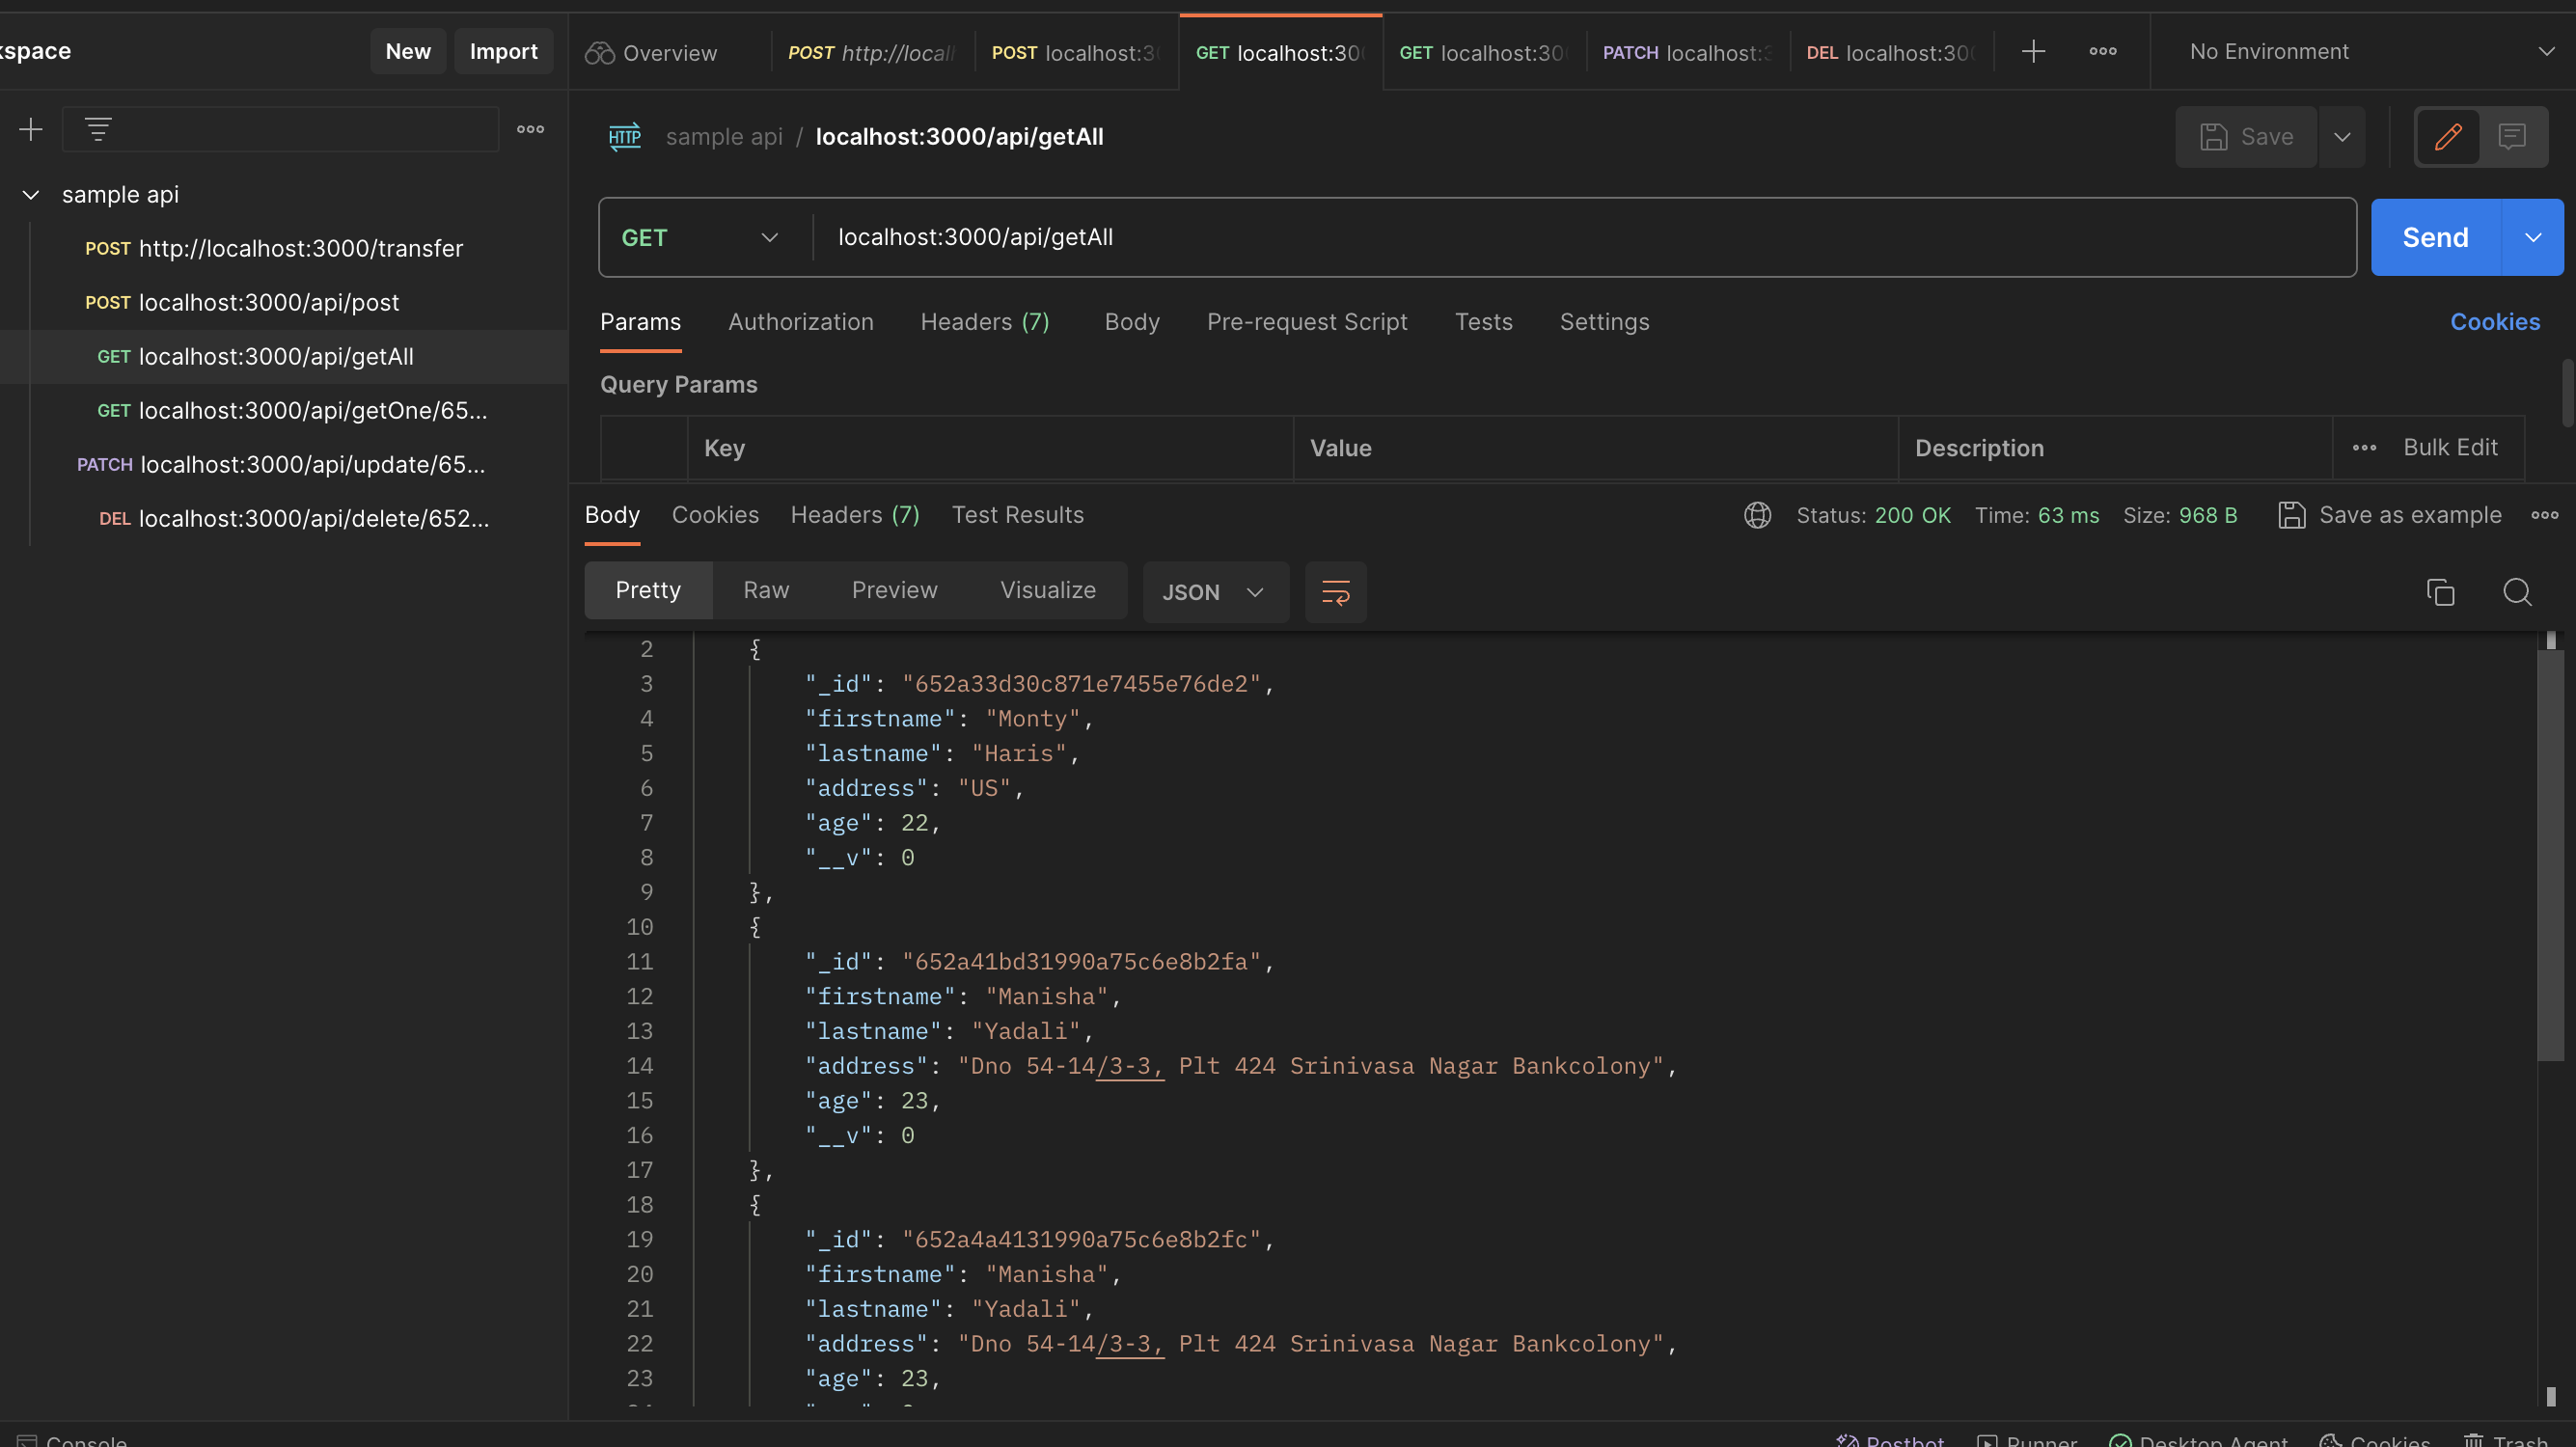 kspace
New
Import
Overview
POST http://locall
POST localhost:3
GET localhost:30
GET localhost:30
PATCH localhost:
DEL localhost:30
No Environment
sample api
POST http://localhost:3000/transfer
POST localhost:3000/api/post
GET localhost:3000/api/getAll
GET localhost:3000/api/getOne/65...
PATCH localhost:3000/api/update/65...
DEL localhost:3000/api/delete/652...
HTTP sample api / localhost:3000/api/getAll
Save
GET localhost:3000/api/getAll
Send
Params Authorization Headers (7) Body Pre-request Script Tests Settings
Cookies
Query Params
Key Value Description Bulk Edit
Body Cookies Headers (7) Test Results
Status: 200 OK Time: 63 ms Size: 968 B Save as example
Pretty Raw Preview Visualize JSON
2 {
3 "_id": "652a33d30c871e7455e76de2",
4 "firstname": "Monty",
5 "lastname": "Haris",
6 "address": "US",
7 "age": 22,
8 "__v": 0
9 },
10 {
11 "_id": "652a41bd31990a75c6e8b2fa",
12 "firstname": "Manisha",
13 "lastname": "Yadali",
14 "address": "Dno 54-14/3-3, Plt 424 Srinivasa Nagar Bankcolony",
15 "age": 23,
16 "__v": 0
17 },
18 {
19 "_id": "652a4a4131990a75c6e8b2fc",
20 "firstname": "Manisha",
21 "lastname": "Yadali",
22 "address": "Dno 54-14/3-3, Plt 424 Srinivasa Nagar Bankcolony",
23 "age": 23,
Console
Postbot Runner Desktop Agent Cookies Trash